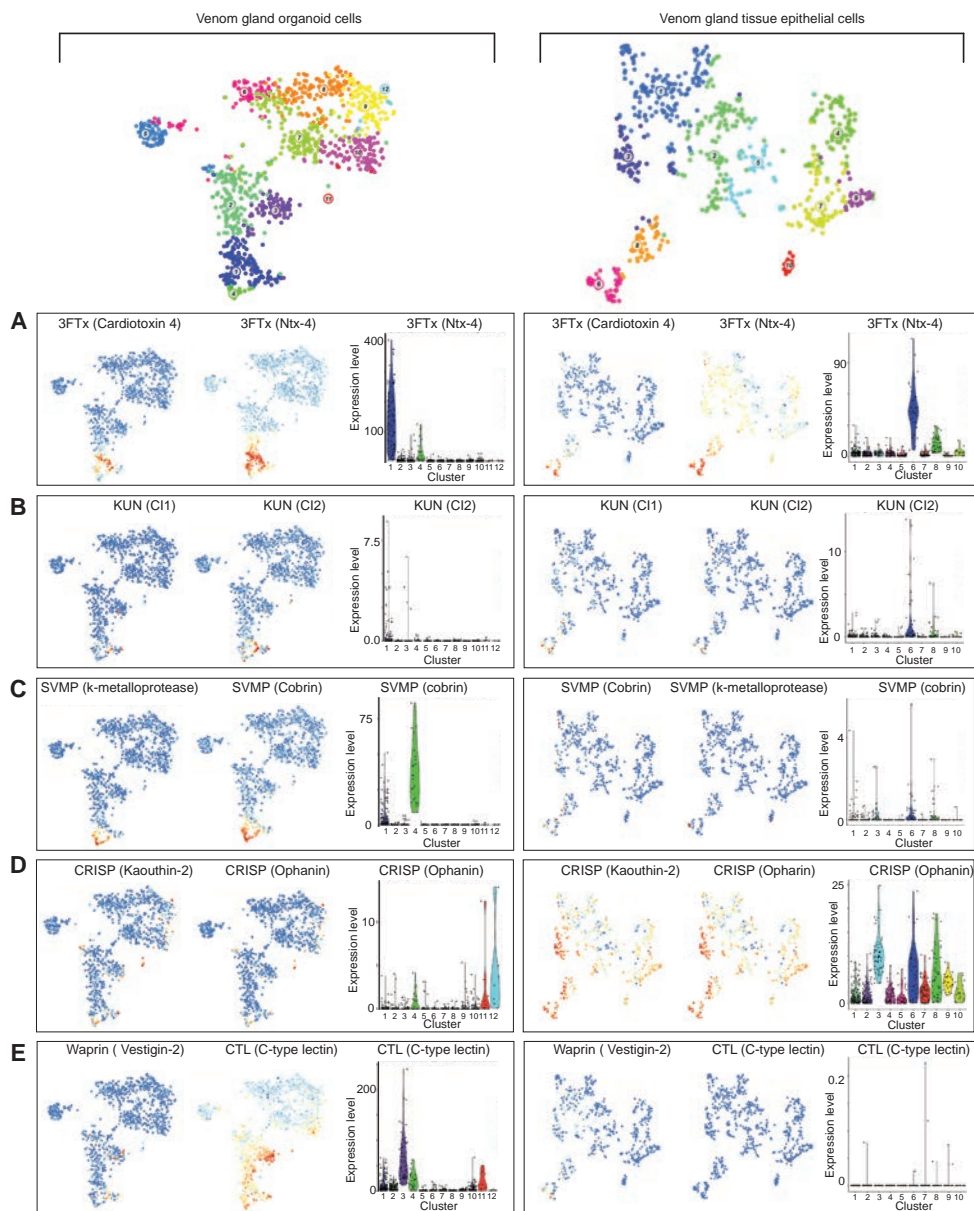 Venom gland organoid cells
Venom gland tissue epithelial cells
A
3FTx (Cardiotoxin 4)
3FTx (Ntx-4)
3FTx (Ntx-4)
Expression level
400
100
1 2 3 4 5 6 7 8 9 10 11 12
Cluster
3FTx (Cardiotoxin 4)
3FTx (Ntx-4)
3FTx (Ntx-4)
Expression level
90
0
1 2 3 4 5 6 7 8 9 10
Cluster
B
KUN (CI1)
KUN (CI2)
KUN (CI2)
Expression level
7.5
0.0
1 2 3 4 5 6 7 8 9 10 11 12
Cluster
KUN (CI1)
KUN (CI2)
KUN (CI2)
Expression level
10
0
1 2 3 4 5 6 7 8 9 10
Cluster
C
SVMP (k-metalloprotease)
SVMP (Cobrin)
SVMP (cobrin)
Expression level
75
0
1 2 3 4 5 6 7 8 9 10 11 12
Cluster
SVMP (Cobrin)
SVMP (k-metalloprotease)
SVMP (cobrin)
Expression level
4
0
1 2 3 4 5 6 7 8 9 10
Cluster
D
CRISP (Kaouthin-2)
CRISP (Ophanin)
CRISP (Ophanin)
Expression level
10
0
1 2 3 4 5 6 7 8 9 10 11 12
Cluster
CRISP (Kaouthin-2)
CRISP (Opharin)
CRISP (Ophanin)
Expression level
25
0
1 2 3 4 5 6 7 8 9 10
Cluster
E
Waprin ( Vestigin-2)
CTL (C-type lectin)
CTL (C-type lectin)
Expression level
200
0
1 2 3 4 5 6 7 8 9 10 11 12
Cluster
Waprin ( Vestigin-2)
CTL (C-type lectin)
CTL (C-type lectin)
Expression level
0.2
0
1 2 3 4 5 6 7 8 9 10
Cluster